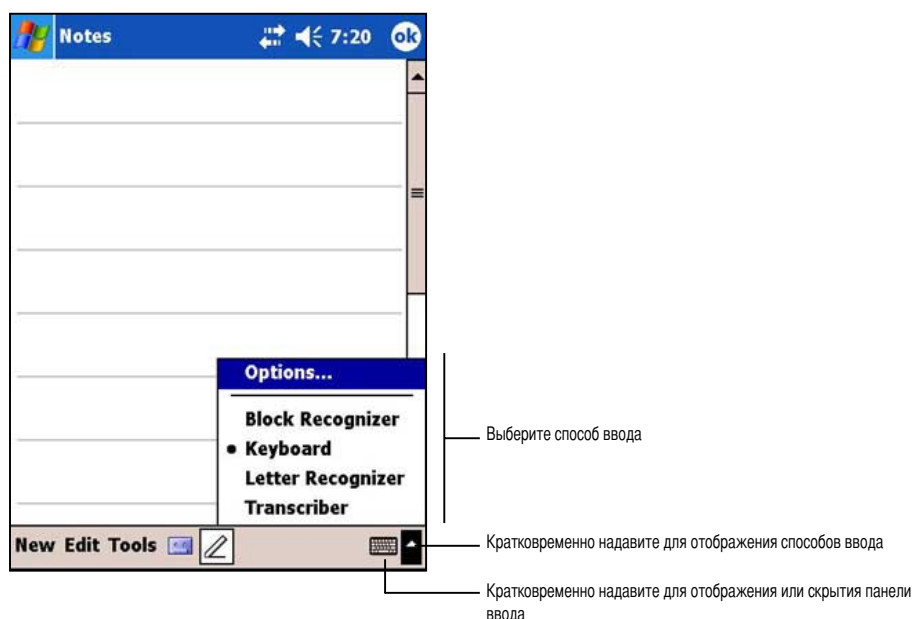 Notes 7:20 ok
Options...
Block Recognizer
• Keyboard
Letter Recognizer
Transcriber
Выберите способ ввода
New Edit Tools
Кратковременно надавите для отображения способов ввода
Кратковременно надавите для отображения или скрытия панели
ввода